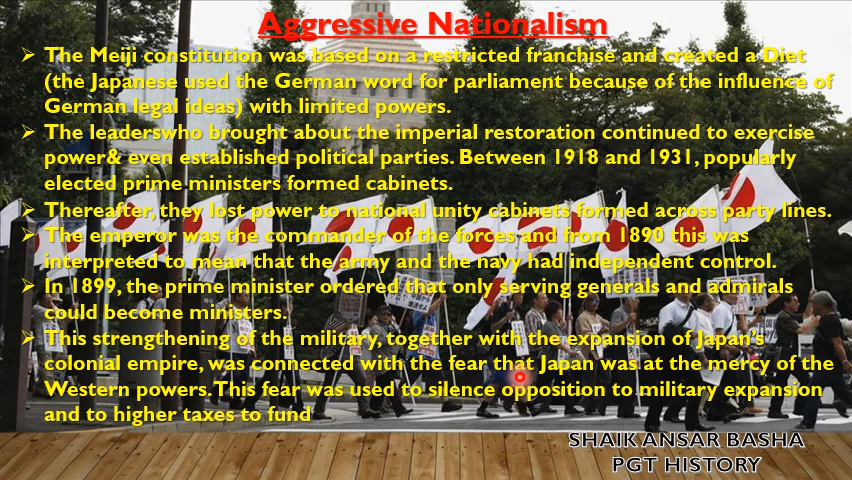 Aggressive Nationalism
➢ The Meiji constitution was based on a restricted franchise and created a Diet
(the Japanese used the German word for parliament because of the influence of
German legal ideas) with limited powers.
➢ The leaderswho brought about the imperial restoration continued to exercise
power& even established political parties. Between 1918 and 1931, popularly
elected prime ministers formed cabinets.
➢ Thereafter, they lost power to national unity cabinets formed across party lines.
➢ The emperor was the commander of the forces and from 1890 this was
interpreted to mean that the army and the navy had independent control.
➢ In 1899, the prime minister ordered that only serving generals and admirals
could become ministers.
➢ This strengthening of the military, together with the expansion of Japan's
colonial empire, was connected with the fear that Japan was at the mercy of the
Western powers. This fear was used to silence opposition to military expansion
and to higher taxes to fund
SHAIK ANSAR BASHA
PGT HISTORY